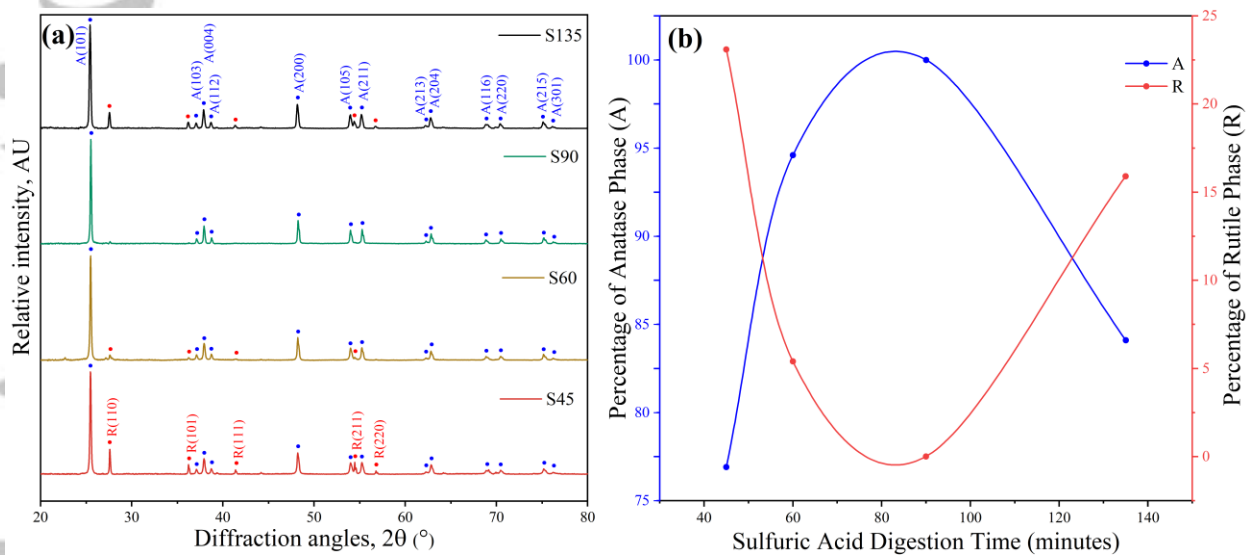 (a)
S135
A(101)
A(103)
A(004)
A(112)
A(200)
A(105)
A(211)
A(213)
A(204)
A(116)
A(220)
A(215)
A(301)
S90
S60
S45
R(110)
R(101)
R(111)
R(211)
R(220)
Relative intensity, AU
20 30 40 50 60 70 80
Diffraction angles, 2θ (°)
(b)
A
R
Percentage of Anatase Phase (A)
100
95
90
85
80
75
40 60 80 100 120 140
Sulfuric Acid Digestion Time (minutes)
25
20
15
10
5
0
Percentage of Rutile Phase (R)